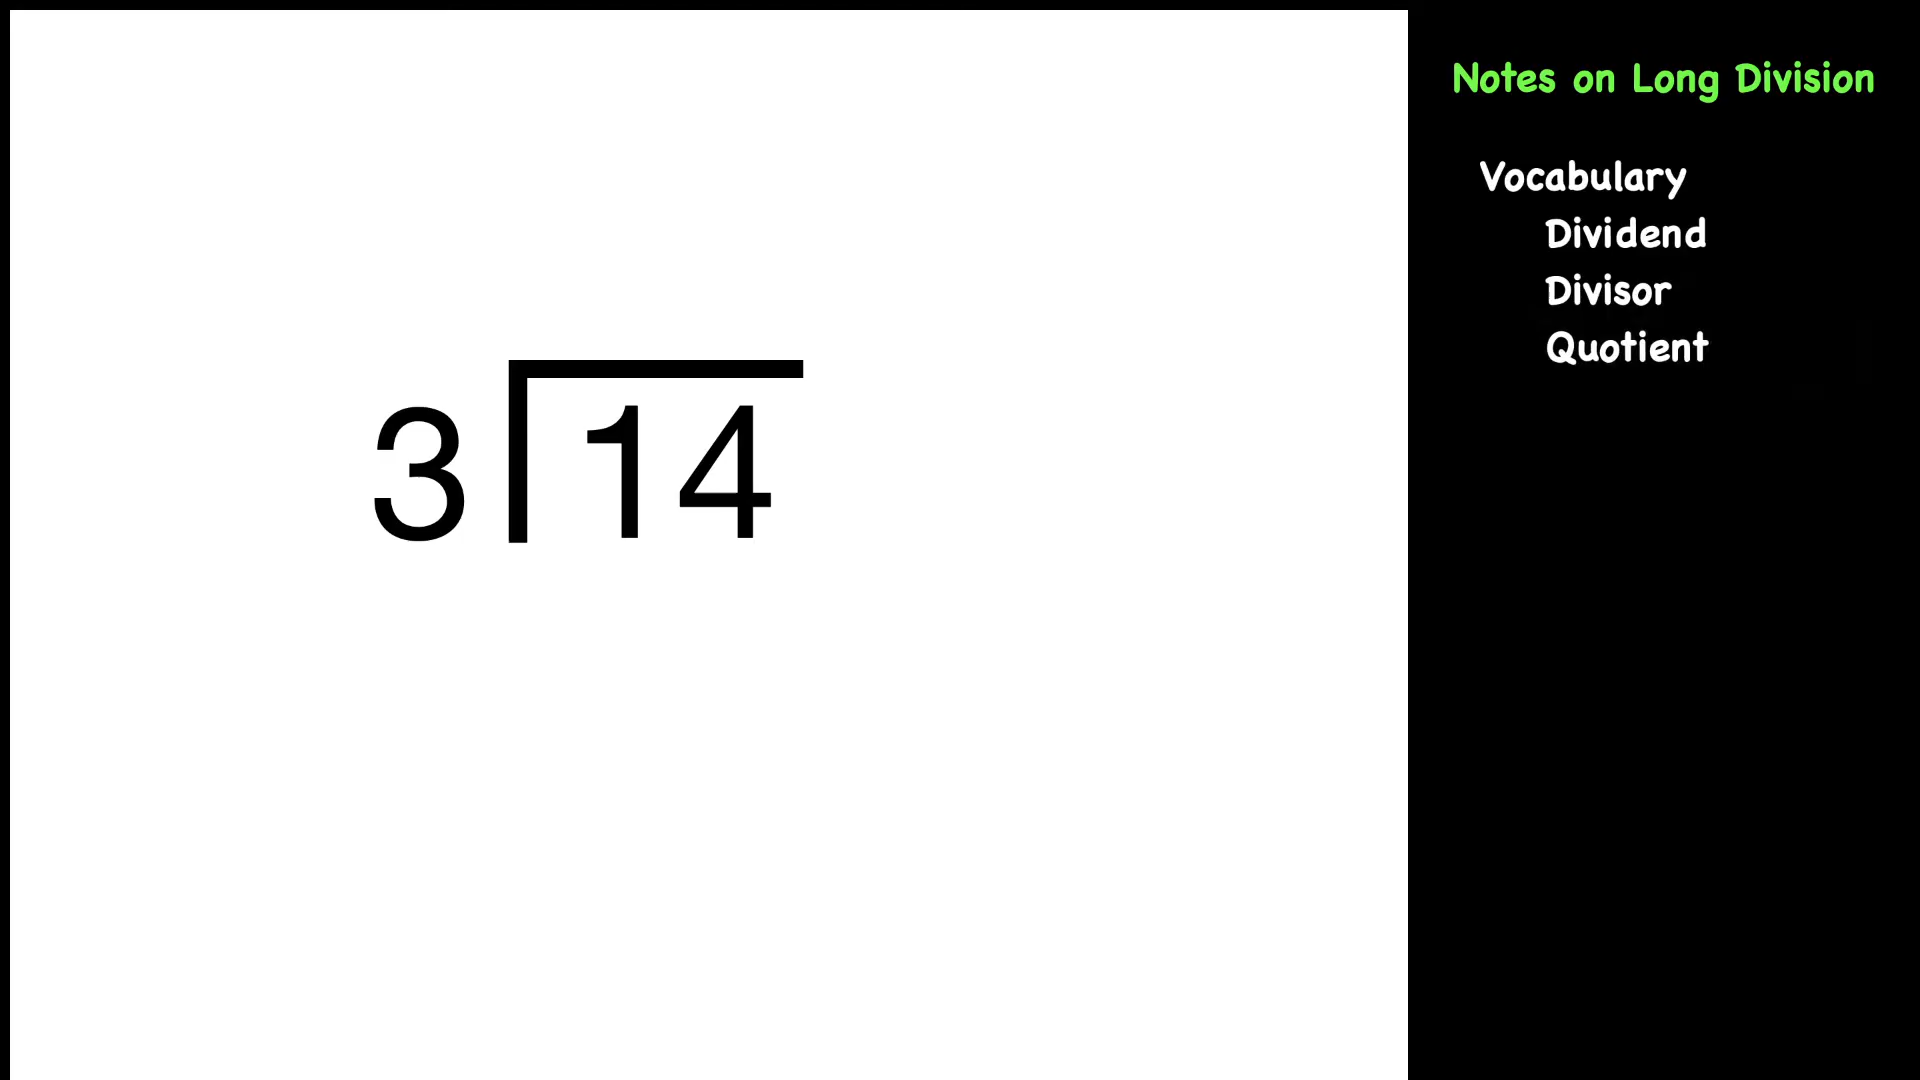 3 14
Notes on Long Division
Vocabulary
Dividend
Divisor
Quotient